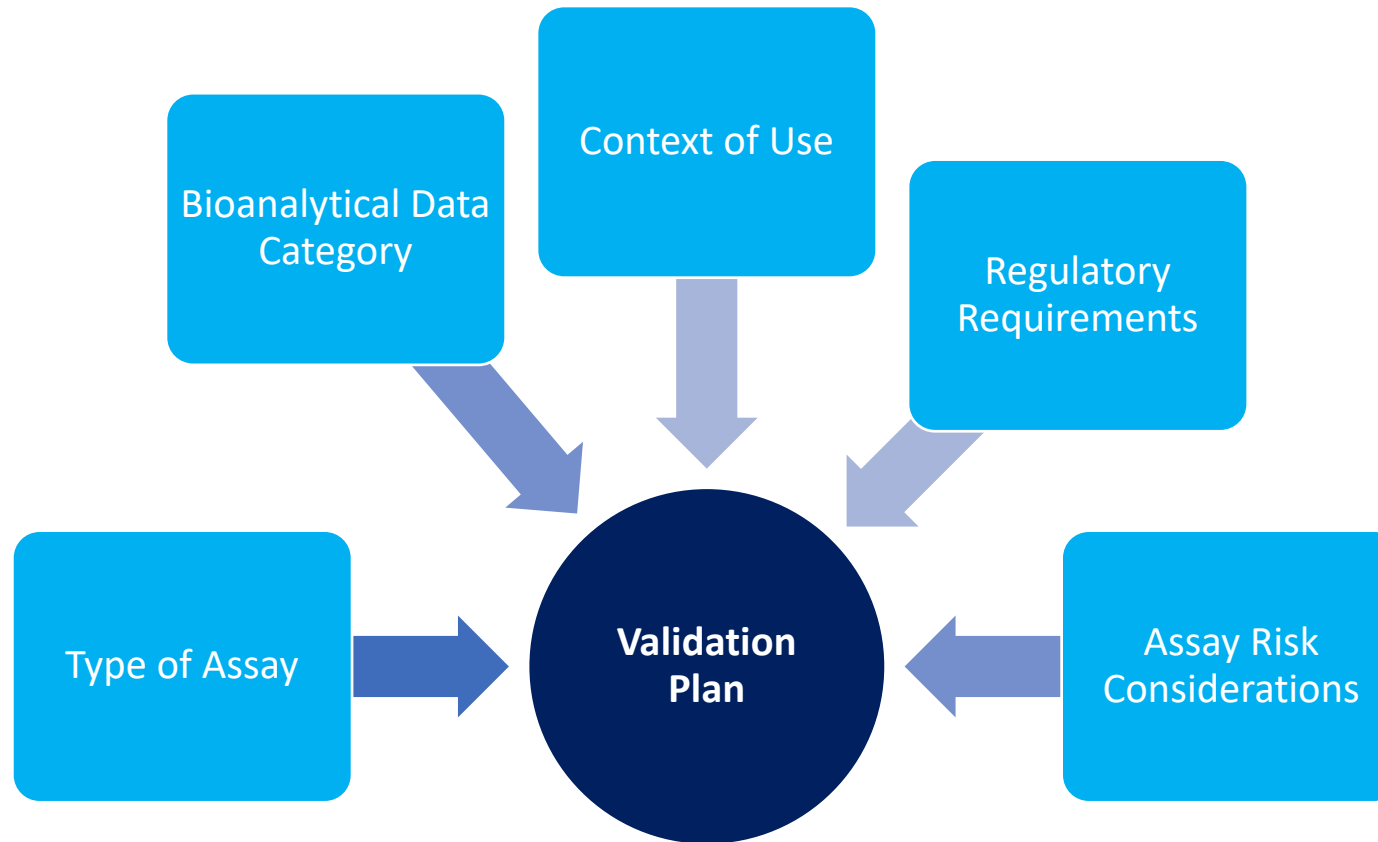 Context of Use
Bioanalytical Data
Category
Regulatory
Requirements
Type of Assay
Validation
Plan
Assay Risk
Considerations